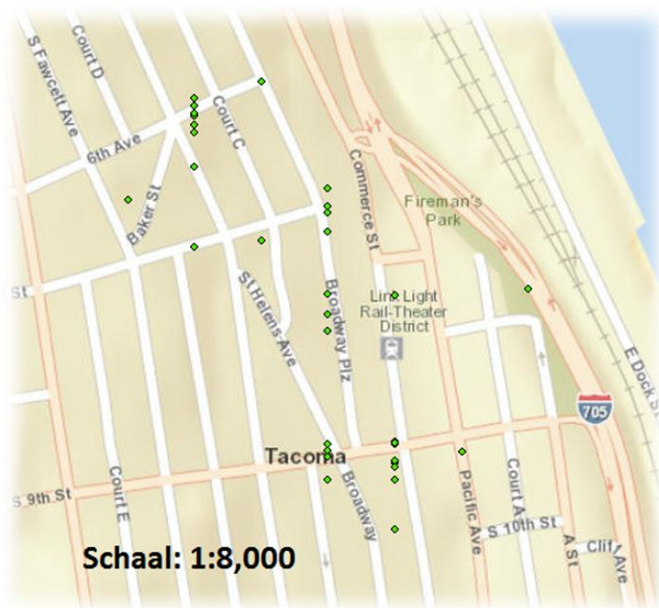 S Fawcett Ave
Court D
6th Ave
Court C
Baker St
Commerce St
Fireman's
Park
St
St Helens Ave
Broadway Plz
Link Light
Rail-Theater
District
E Dock S
705
Tacoma
S 9th St
Court E
Broadway
Pacific Ave
Court A
S 10th St
A St
Cliff Ave
Schaal: 1:8,000